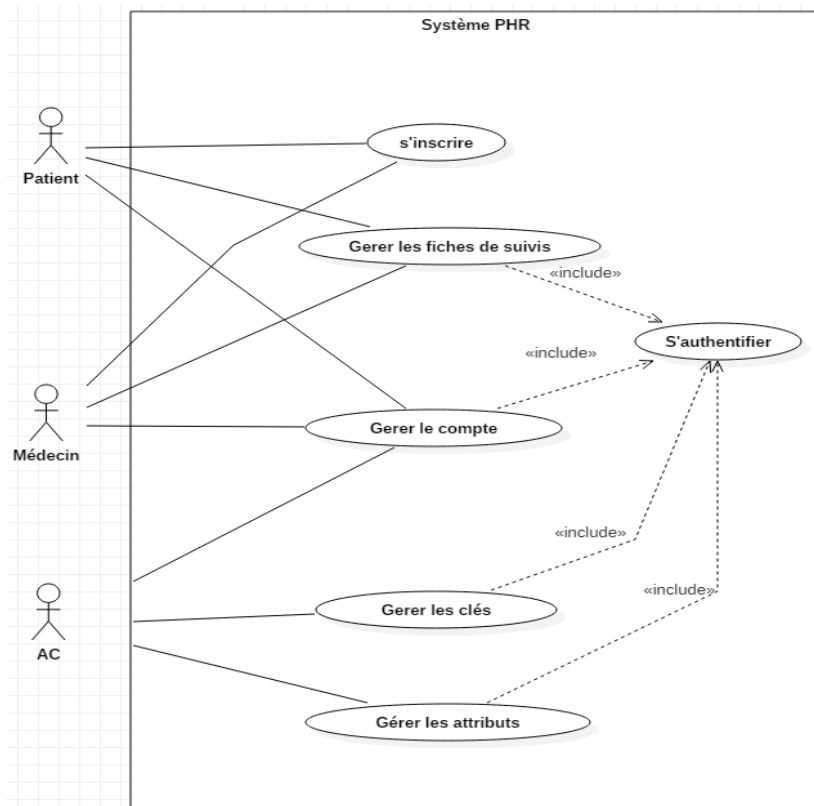 Système PHR
s'inscrire
Patient
Gerer les fiches de suivis
«include»
S'authentifier
«include»
Gerer le compte
Médecin
«include»
«include»
Gerer les clés
AC
Gérer les attributs